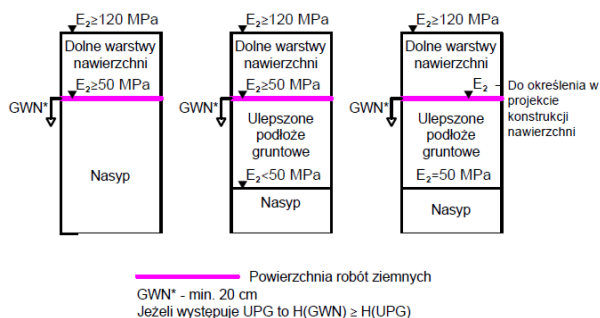 E₂≥120 MPa
Dolne warstwy
nawierzchni
E₂≥50 MPa
GWN*
Nasyp
E₂≥120 MPa
Dolne warstwy
nawierzchni
E₂≥50 MPa
GWN*
Ulepszone
podłoże
gruntowe
E₂<50 MPa
Nasyp
E₂≥120 MPa
Dolne warstwy
nawierzchni
E₂ - Do określenia w
projekcie
konstrukcji
nawierzchni
GWN*
Ulepszone
podłoże
gruntowe
E₂=50 MPa
Nasyp
Powierzchnia robót ziemnych
GWN* - min. 20 cm
Jeżeli występuje UPG to H(GWN) ≥ H(UPG)